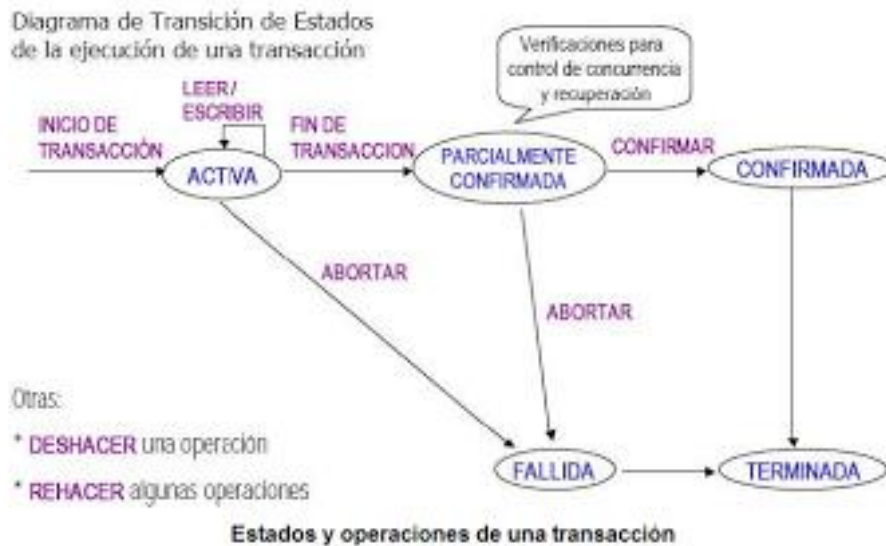 Diagrama de Transición de Estados
de la ejecución de una transacción
Verificaciones para
control de concurrencia
y recuperación
LEER /
ESCRIBIR
INICIO DE
TRANSACCIÓN
FIN DE
TRANSACCION
ACTIVA
PARCIALMENTE
CONFIRMADA
CONFIRMAR
CONFIRMADA
ABORTAR
ABORTAR
Otras:
* DESHACER una operación
* REHACER algunas operaciones
FALLIDA
TERMINADA
Estados y operaciones de una transacción